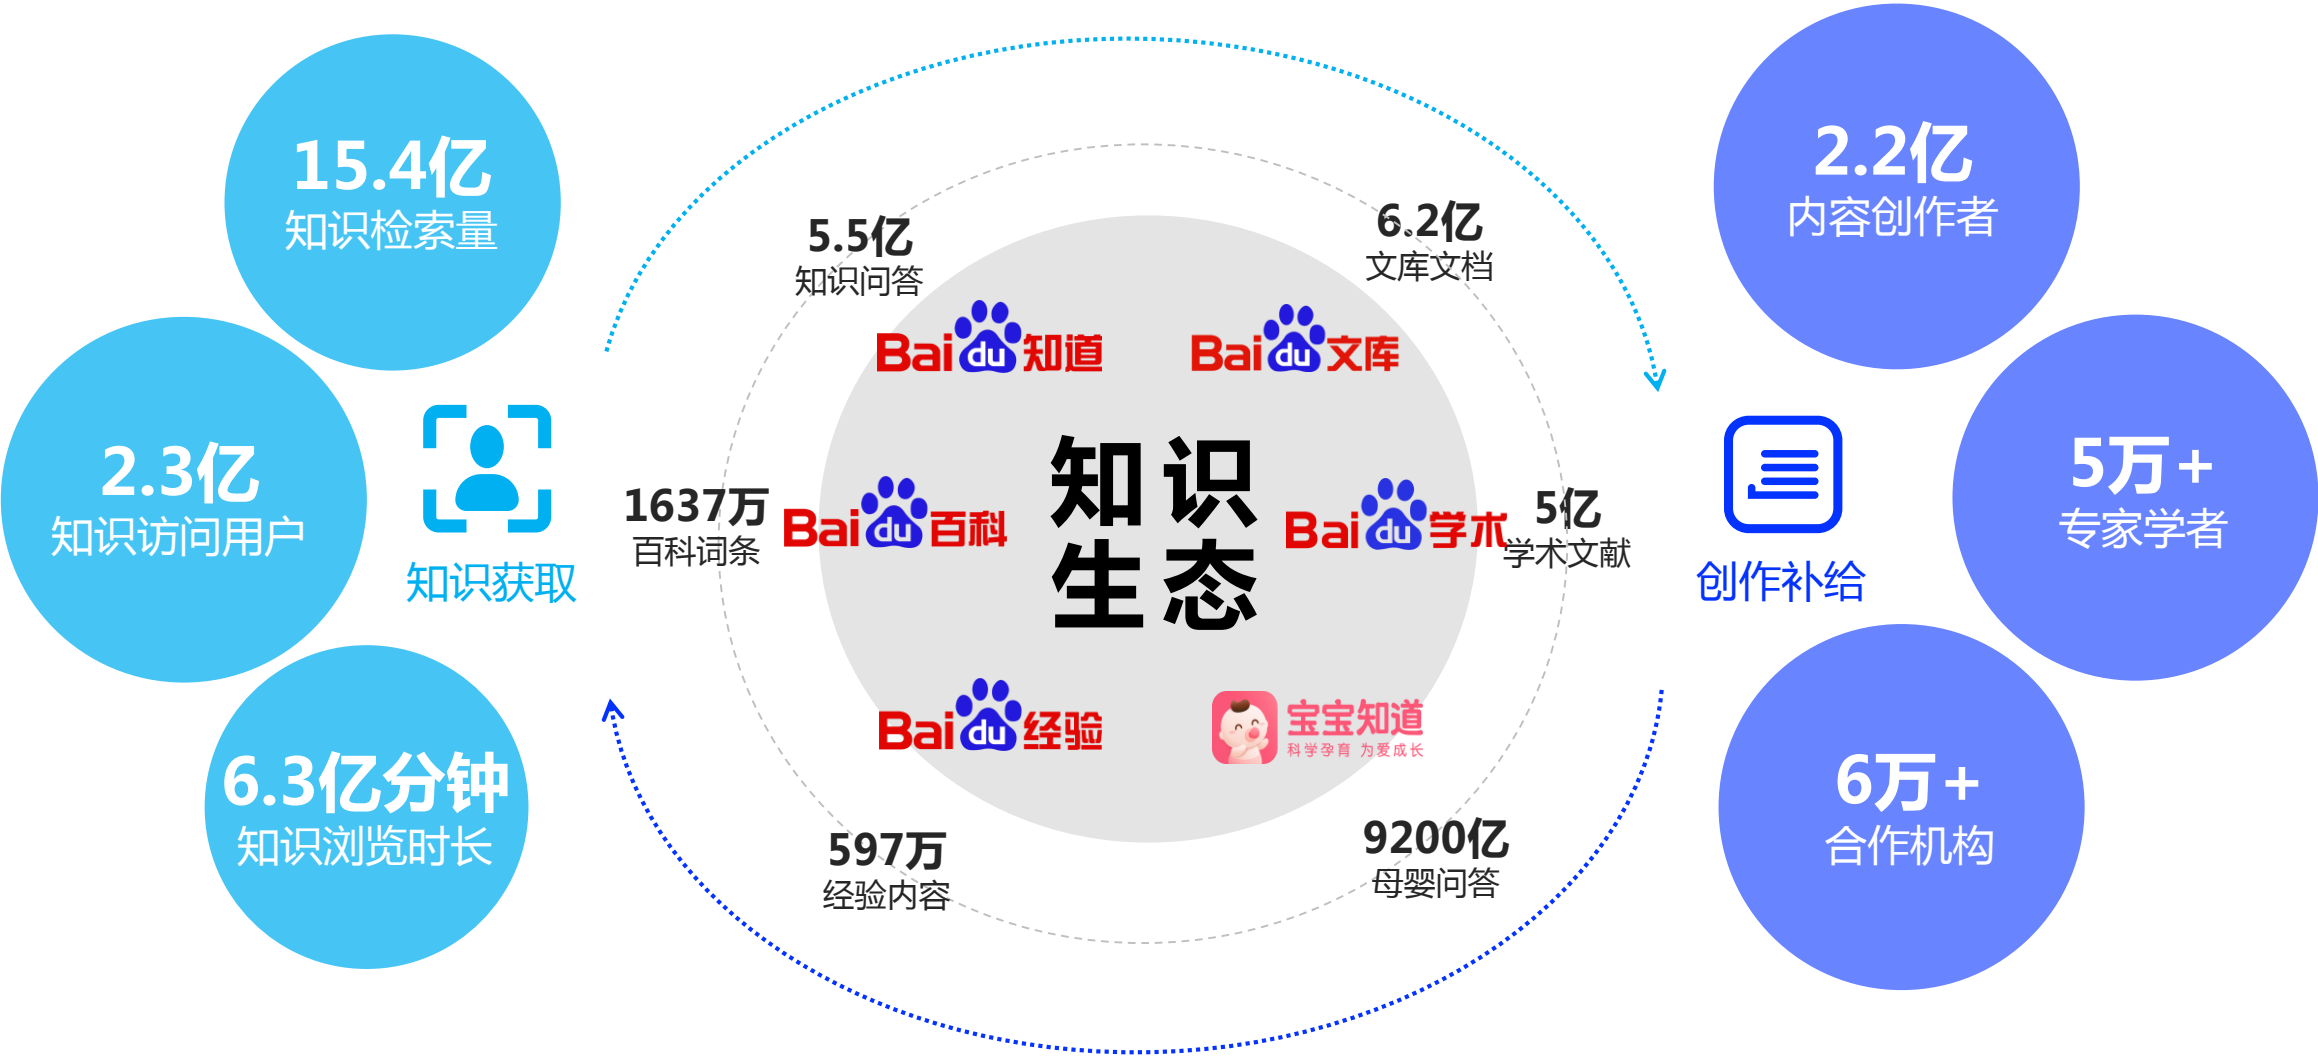 15.4亿
知识检索量
2.3亿
知识访问用户
6.3亿分钟
知识浏览时长
知识获取
5.5亿
知识问答
Bai du 知道
6.2亿
文库文档
Bai du 文库
1637万
百科词条
Bai du 百科
知识
生态
Bai du 学术
5亿
学术文献
Bai du 经验
597万
经验内容
宝宝知道
科学孕育 为爱成长
9200亿
母婴问答
创作补给
2.2亿
内容创作者
5万+
专家学者
6万+
合作机构